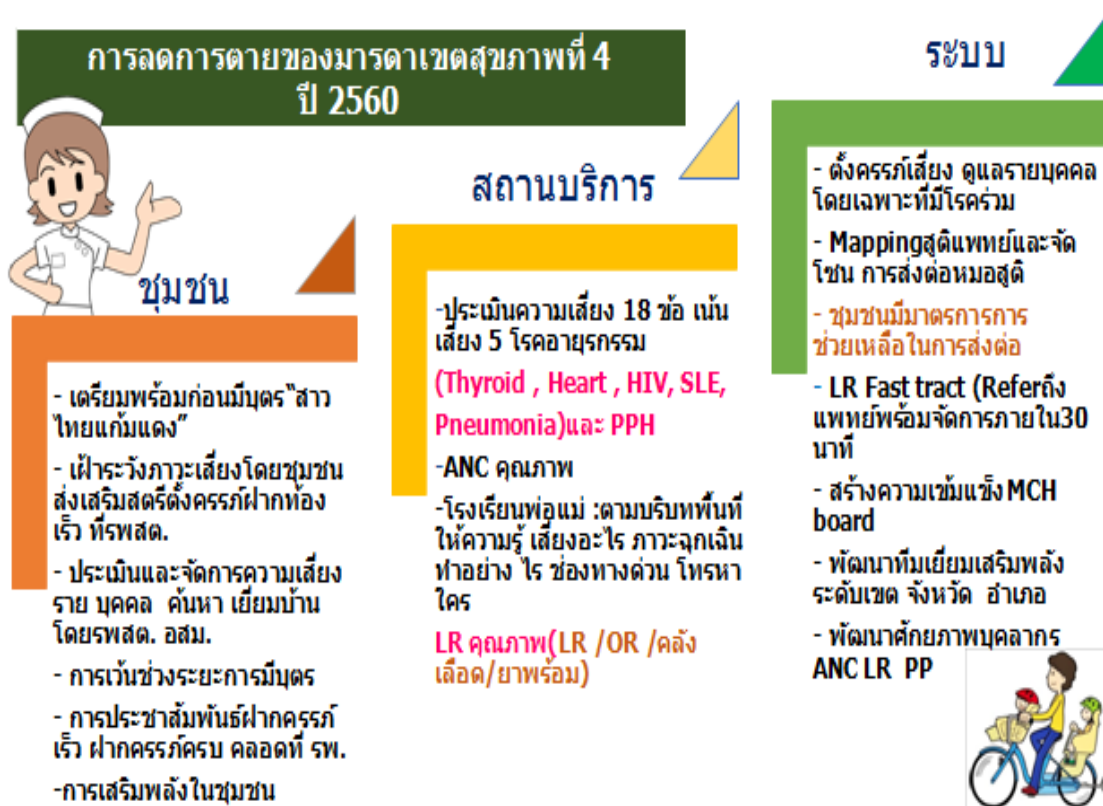 การลดการตายของมารดาเขตสุขภาพที่ 4
ปี 2560
ชุมชน
- เตรียมพร้อมก่อนมีบุตร“สาว
ไทยแก้มแดง”
- เฝ้าระวังภาวะเสี่ยงโดยชุมชน
ส่งเสริมสตรีตั้งครรภ์ฝากท้อง
เร็ว ที่รพสต.
- ประเมินและจัดการความเสี่ยง
ราย บุคคล ค้นหา เยี่ยมบ้าน
โดยรพสต. อสม.
- การเว้นช่วงระยะการมีบุตร
- การประชาสัมพันธ์ฝากครรภ์
เร็ว ฝากครรภ์ครบ คลอดที่ รพ.
-การเสริมพลังในชุมชน
สถานบริการ
-ประเมินความเสี่ยง 18 ข้อ เน้น
เสี่ยง 5 โรคอายุรกรรม
(Thyroid , Heart , HIV, SLE,
Pneumonia)และ PPH
-ANC คุณภาพ
-โรงเรียนพ่อแม่ :ตามบริบทพื้นที่
ให้ความรู้ เสี่ยงอะไร ภาวะฉุกเฉิน
ทำอย่าง ไร ช่องทางด่วน โทรหา
ใคร
LR คุณภาพ(LR /OR /คลัง
เลือด/ยาพร้อม)
ระบบ
- ตั้งครรภ์เสี่ยง ดูแลรายบุคคล
โดยเฉพาะที่มีโรคร่วม
- Mappingสูติแพทย์และจัด
โซน การส่งต่อหมอสูติ
- ชุมชนมีมาตรการการ
ช่วยเหลือในการส่งต่อ
- LR Fast tract (Referถึง
แพทย์พร้อมจัดการภายใน30
นาที
- สร้างความเข้มแข็ง MCH
board
- พัฒนาทีมเยี่ยมเสริมพลัง
ระดับเขต จังหวัด อำเภอ
- พัฒนาศักยภาพบุคลากร
ANC LR PP